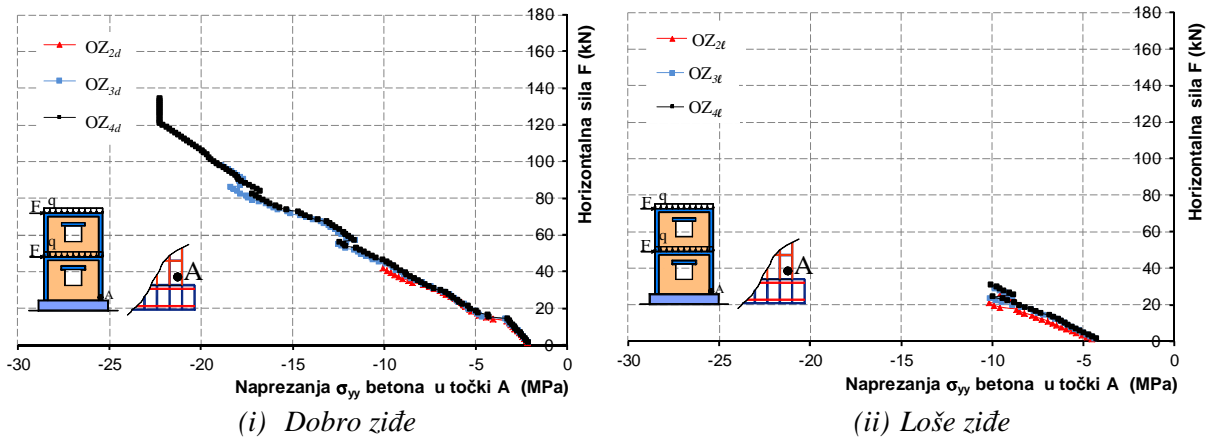 180
160
140
120
100
80
60
40
20
0
Horizontalna sila F (kN)
OZ2d
OZ3d
OZ4d
q
F
q
F
A
A
-30 -25 -20 -15 -10 -5 0
Naprezanja σyy betona u točki A (MPa)
(i) Dobro ziđe
180
160
140
120
100
80
60
40
20
0
Horizontalna sila F (kN)
OZ2ℓ
OZ3ℓ
OZ4ℓ
q
F
q
F
A
A
-30 -25 -20 -15 -10 -5 0
Naprezanja σyy betona u točki A (MPa)
(ii) Loše ziđe